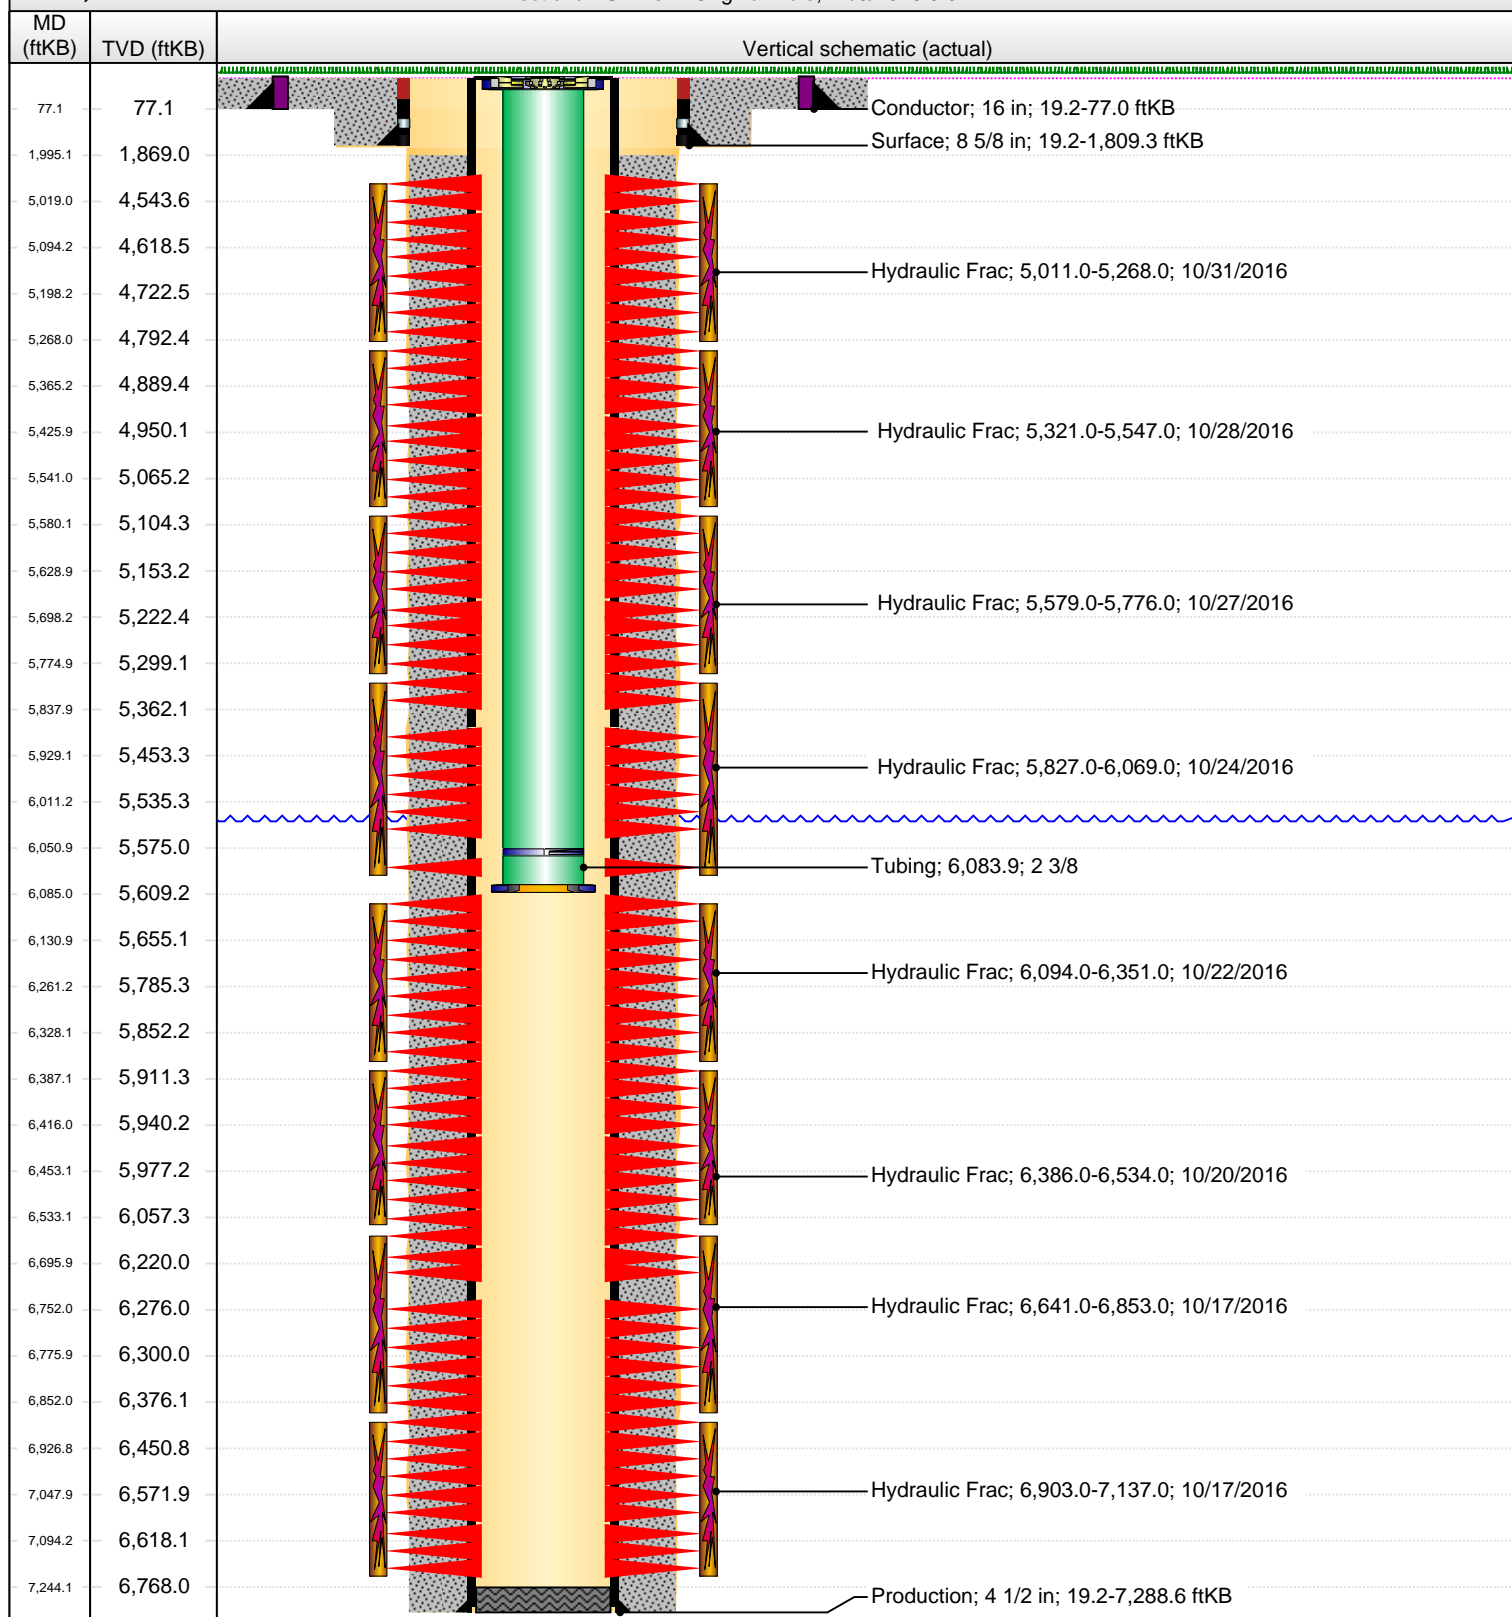 MD (ftKB)
TVD (ftKB)
Vertical schematic (actual)
77.1 77.1
Conductor; 16 in; 19.2-77.0 ftKB
Surface; 8 5/8 in; 19.2-1,809.3 ftKB
1,995.1 1,869.0
5,019.0 4,543.6
5,094.2 4,618.5
Hydraulic Frac; 5,011.0-5,268.0; 10/31/2016
5,198.2 4,722.5
5,268.0 4,792.4
5,365.2 4,889.4
5,425.9 4,950.1
Hydraulic Frac; 5,321.0-5,547.0; 10/28/2016
5,541.0 5,065.2
5,580.1 5,104.3
5,628.9 5,153.2
Hydraulic Frac; 5,579.0-5,776.0; 10/27/2016
5,698.2 5,222.4
5,774.9 5,299.1
5,837.9 5,362.1
5,929.1 5,453.3
Hydraulic Frac; 5,827.0-6,069.0; 10/24/2016
6,011.2 5,535.3
6,050.9 5,575.0
Tubing; 6,083.9; 2 3/8
6,085.0 5,609.2
6,130.9 5,655.1
Hydraulic Frac; 6,094.0-6,351.0; 10/22/2016
6,261.2 5,785.3
6,328.1 5,852.2
6,387.1 5,911.3
6,416.0 5,940.2
6,453.1 5,977.2
Hydraulic Frac; 6,386.0-6,534.0; 10/20/2016
6,533.1 6,057.3
6,695.9 6,220.0
6,752.0 6,276.0
Hydraulic Frac; 6,641.0-6,853.0; 10/17/2016
6,775.9 6,300.0
6,852.0 6,376.1
6,926.8 6,450.8
7,047.9 6,571.9
Hydraulic Frac; 6,903.0-7,137.0; 10/17/2016
7,094.2 6,618.1
7,244.1 6,768.0
Production; 4 1/2 in; 19.2-7,288.6 ftKB